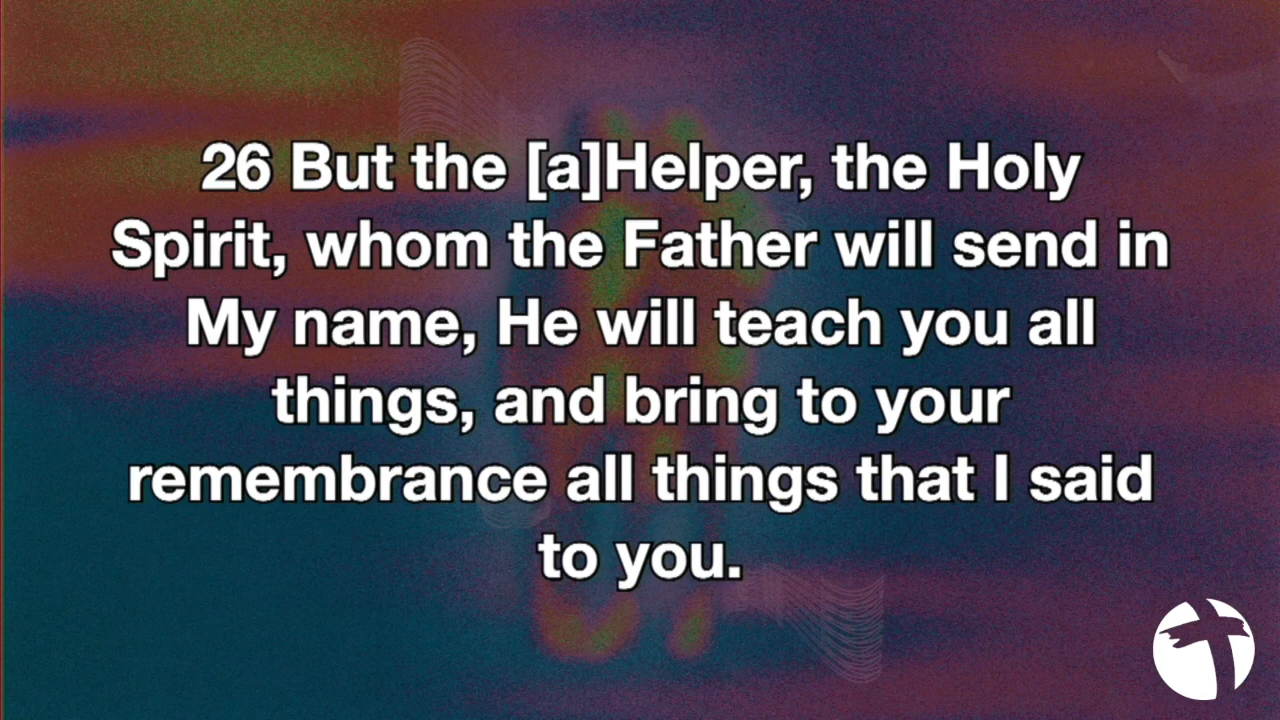 26 But the [a]Helper, the Holy
Spirit, whom the Father will send in
My name, He will teach you all
things, and bring to your
remembrance all things that I said
to you.